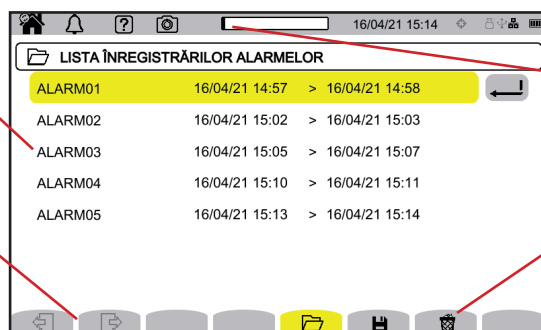 16/04/21 15:14
LISTA ÎNREGISTRĂRILOR ALARMELOR
ALARM01 16/04/21 14:57 > 16/04/21 14:58
ALARM02 16/04/21 15:02 > 16/04/21 15:03
ALARM03 16/04/21 15:05 > 16/04/21 15:07
ALARM04 16/04/21 15:10 > 16/04/21 15:11
ALARM05 16/04/21 15:13 > 16/04/21 15:14